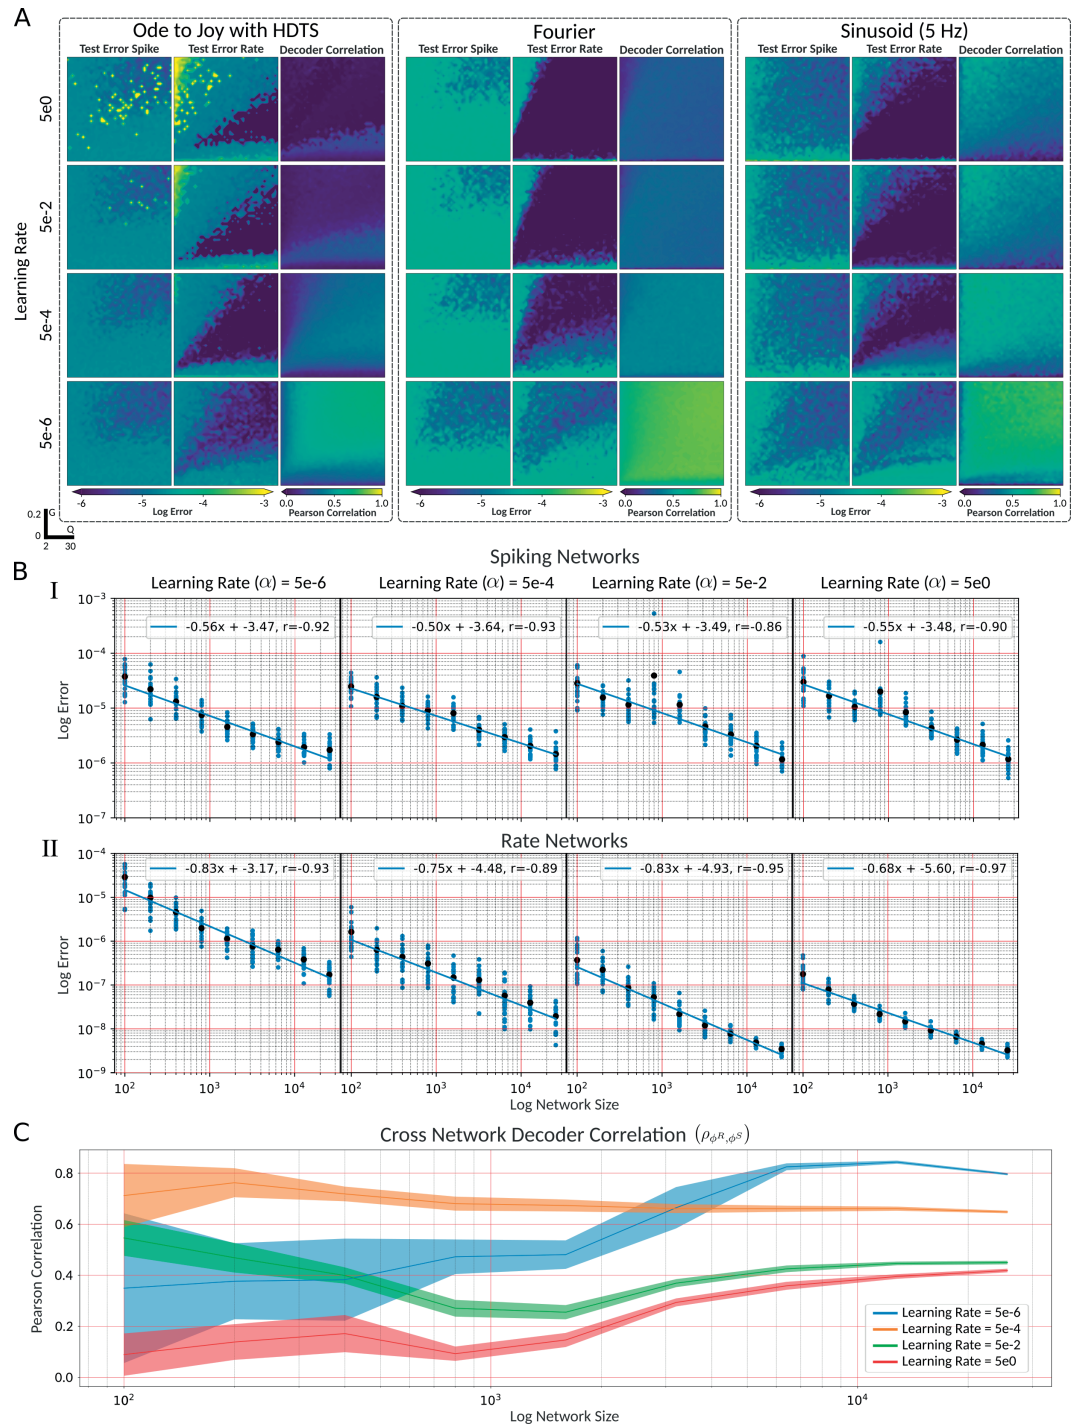 A
Ode to Joy with HDTS
Fourier
Sinusoid (5 Hz)
Test Error Spike Test Error Rate Decoder Correlation
Test Error Spike Test Error Rate Decoder Correlation
Test Error Spike Test Error Rate Decoder Correlation
Learning Rate
5e0
5e-2
5e-4
5e-6
-6 -5 -4 -3 0.0 0.5 1.0
Log Error Pearson Correlation
-6 -5 -4 -3 0.0 0.5 1.0
Log Error Pearson Correlation
-6 -5 -4 -3 0.0 0.5 1.0
Log Error Pearson Correlation
0.2 G
0 Q
2 30
B
Spiking Networks
I
Learning Rate (α) = 5e-6
Learning Rate (α) = 5e-4
Learning Rate (α) = 5e-2
Learning Rate (α) = 5e0
-0.56x + -3.47, r=-0.92
-0.50x + -3.64, r=-0.93
-0.53x + -3.49, r=-0.86
-0.55x + -3.48, r=-0.90
Log Error
10⁻³
10⁻⁴
10⁻⁵
10⁻⁶
10⁻⁷
II
Rate Networks
-0.83x + -3.17, r=-0.93
-0.75x + -4.48, r=-0.89
-0.83x + -4.93, r=-0.95
-0.68x + -5.60, r=-0.97
Log Error
10⁻⁴
10⁻⁵
10⁻⁶
10⁻⁷
10⁻⁸
10⁻⁹
10² 10³ 10⁴ 10² 10³ 10⁴ 10² 10³ 10⁴ 10² 10³ 10⁴
Log Network Size
C
Cross Network Decoder Correlation (ρ_ϕᴿ,ϕˢ)
Pearson Correlation
0.8
0.6
0.4
0.2
0.0
Learning Rate = 5e-6
Learning Rate = 5e-4
Learning Rate = 5e-2
Learning Rate = 5e0
10² 10³ 10⁴
Log Network Size